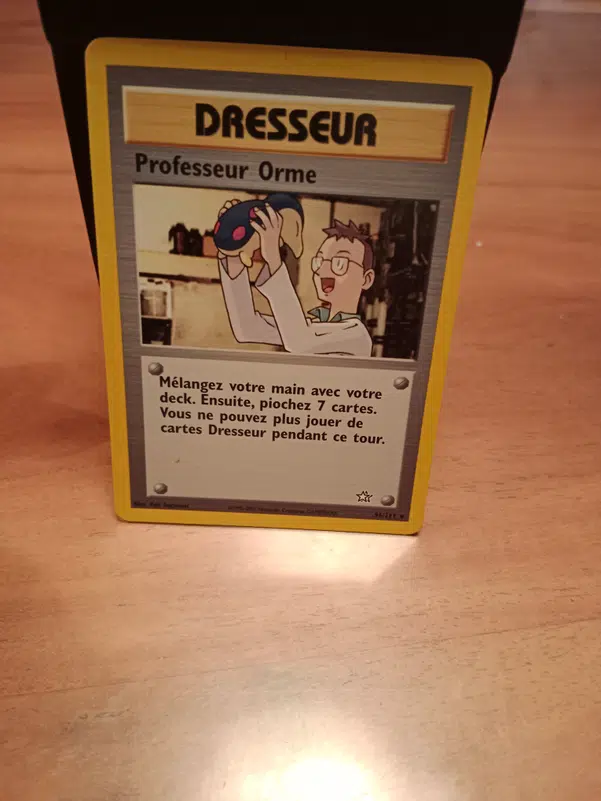 DRESSEUR
Professeur Orme
Mélangez votre main avec votre
deck. Ensuite, piochez 7 cartes.
Vous ne pouvez plus jouer de
cartes Dresseur pendant ce tour.